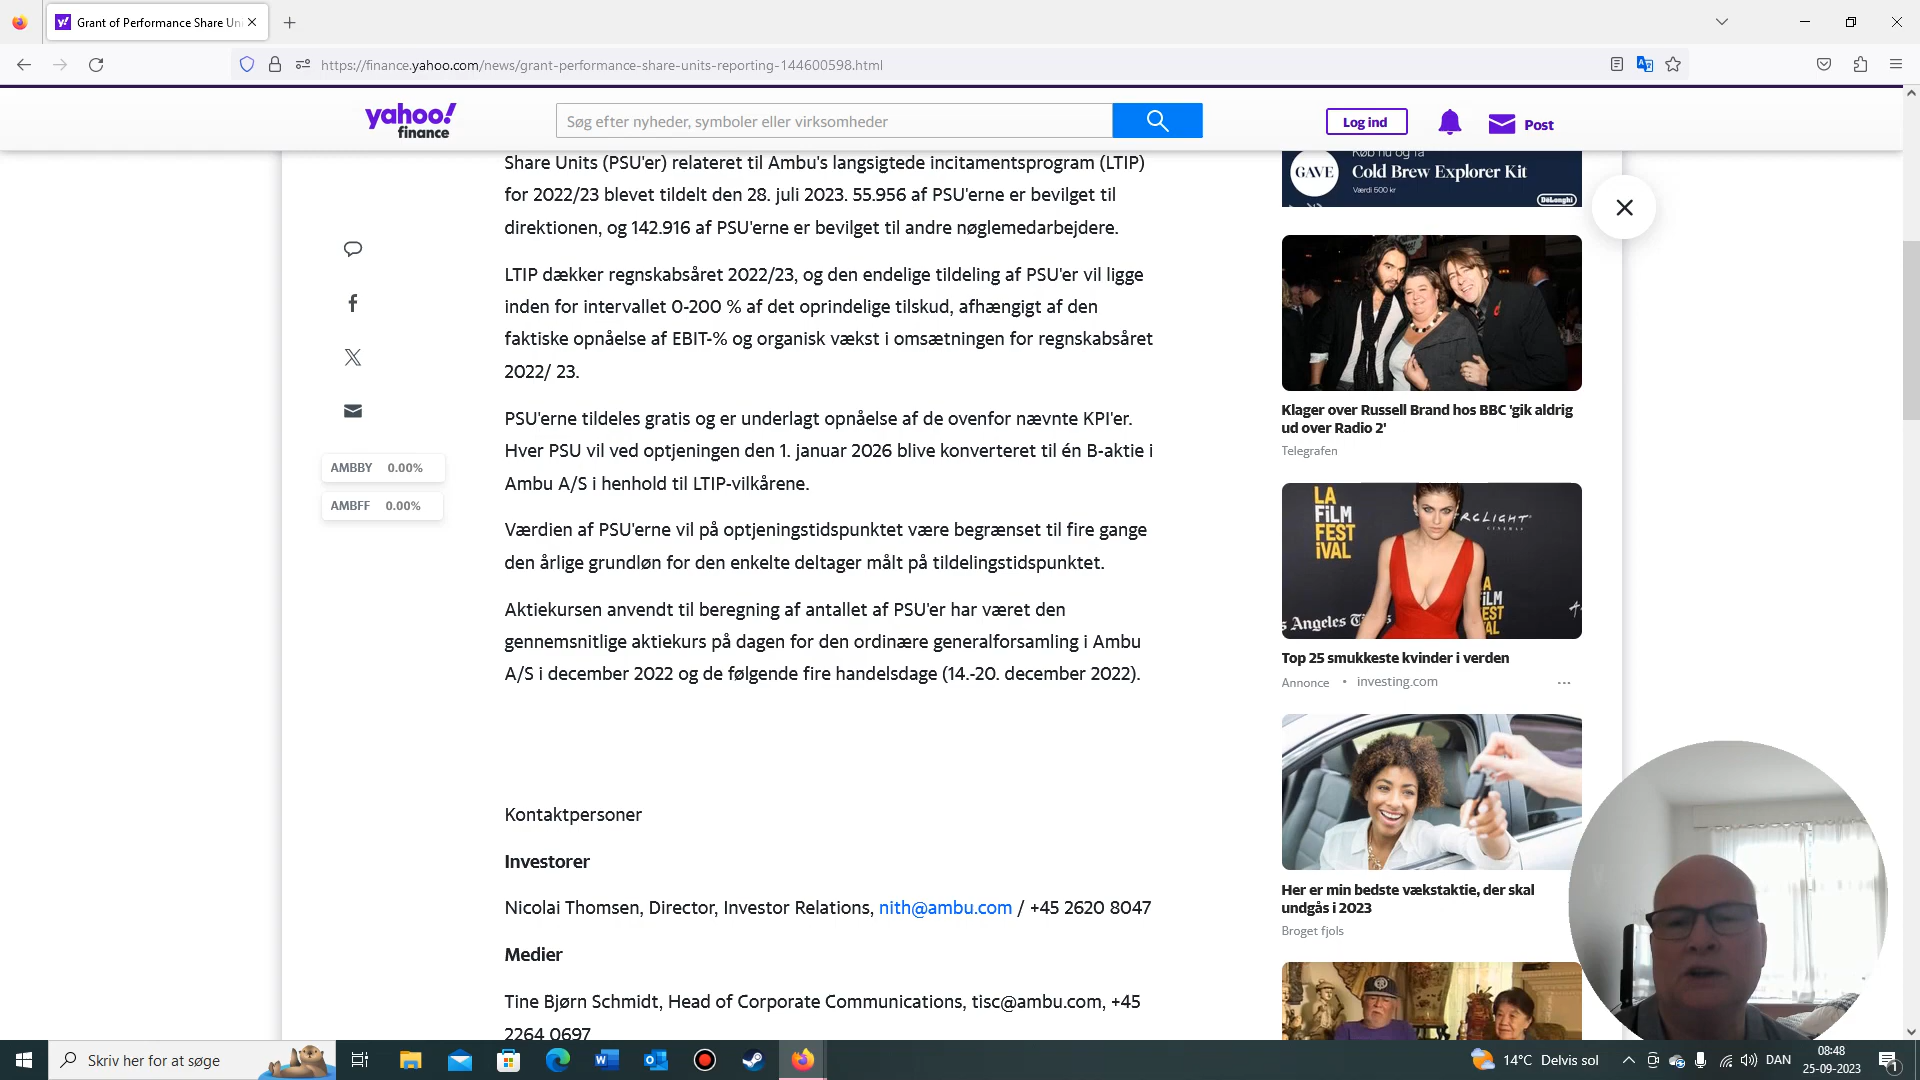 Grant of Performance Share Un
https://finance.yahoo.com/news/grant-performance-share-units-reporting-144600598.html
yahoo!
finance
Søg efter nyheder, symboler eller virksomheder
Log ind
Post
Share Units (PSU'er) relateret til Ambu's langsigtede incitamentsprogram (LTIP)
for 2022/23 blevet tildelt den 28. juli 2023. 55.956 af PSU'erne er bevilget til
direktionen, og 142.916 af PSU'erne er bevilget til andre nøglemedarbejdere.
LTIP dækker regnskabsåret 2022/23, og den endelige tildeling af PSU'er vil ligge
inden for intervallet 0-200 % af det oprindelige tilskud, afhængigt af den
faktiske opnåelse af EBIT-% og organisk vækst i omsætningen for regnskabsåret
2022/ 23.
PSU'erne tildeles gratis og er underlagt opnåelse af de ovenfor nævnte KPI'er.
Hver PSU vil ved optjeningen den 1. januar 2026 blive konverteret til én B-aktie i
Ambu A/S i henhold til LTIP-vilkårene.
Værdien af PSU'erne vil på optjeningstidspunktet være begrænset til fire gange
den årlige grundløn for den enkelte deltager målt på tildelingstidspunktet.
Aktiekursen anvendt til beregning af antallet af PSU'er har været den
gennemsnitlige aktiekurs på dagen for den ordinære generalforsamling i Ambu
A/S i december 2022 og de følgende fire handelsdage (14.-20. december 2022).
Kontaktpersoner
Investorer
Nicolai Thomsen, Director, Investor Relations, nith@ambu.com / +45 2620 8047
Medier
Tine Bjørn Schmidt, Head of Corporate Communications, tisc@ambu.com, +45
2264 0697
AMBBY 0.00%
AMBFF 0.00%
GAVE
Køb nu og få
Cold Brew Explorer Kit
Værdi 500 kr
DeLonghi
Klager over Russell Brand hos BBC 'gik aldrig
ud over Radio 2'
Telegrafen
LA
FILM
FEST
IVAL
ARCLIGHT
CINEMAS
Angeles Ti
Top 25 smukkeste kvinder i verden
Annonce • investing.com
Her er min bedste vækstaktie, der skal
undgås i 2023
Broget fjols
Skriv her for at søge
14°C Delvis sol
DAN
08:48
25-09-2023
1